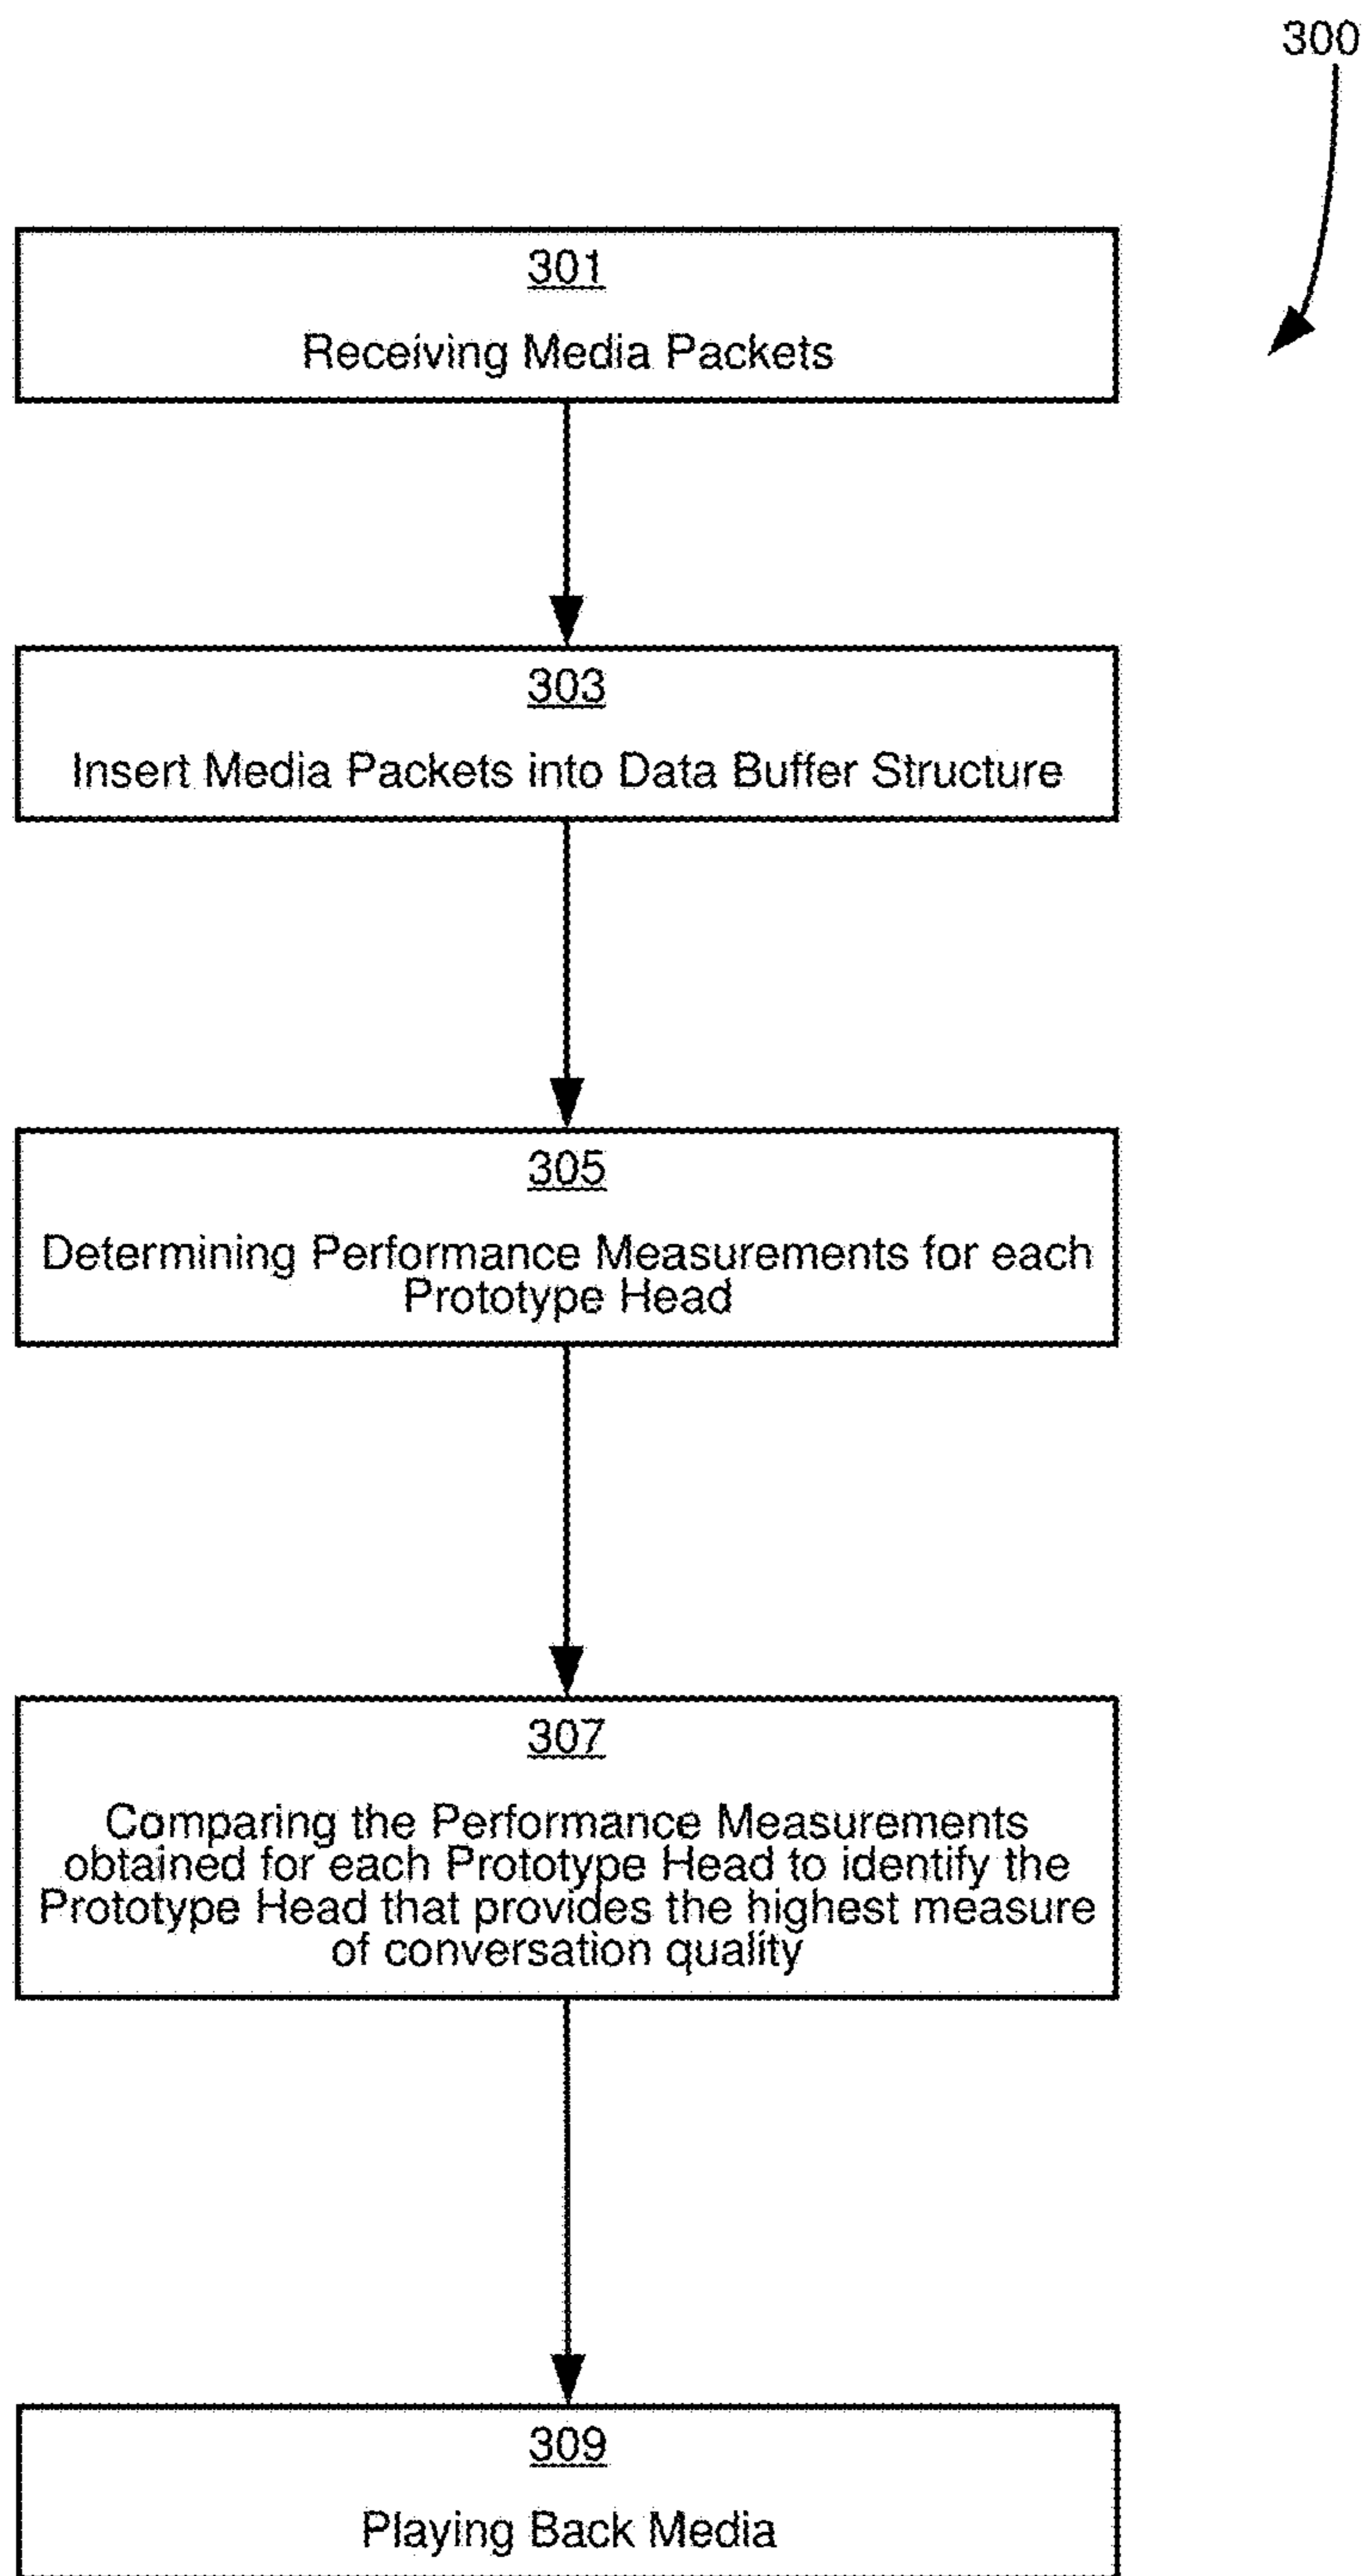 300
301
Receiving Media Packets
303
Insert Media Packets into Data Buffer Structure
305
Determining Performance Measurements for each
Prototype Head
307
Comparing the Performance Measurements
obtained for each Prototype Head to identify the
Prototype Head that provides the highest measure
of conversation quality
309
Playing Back Media